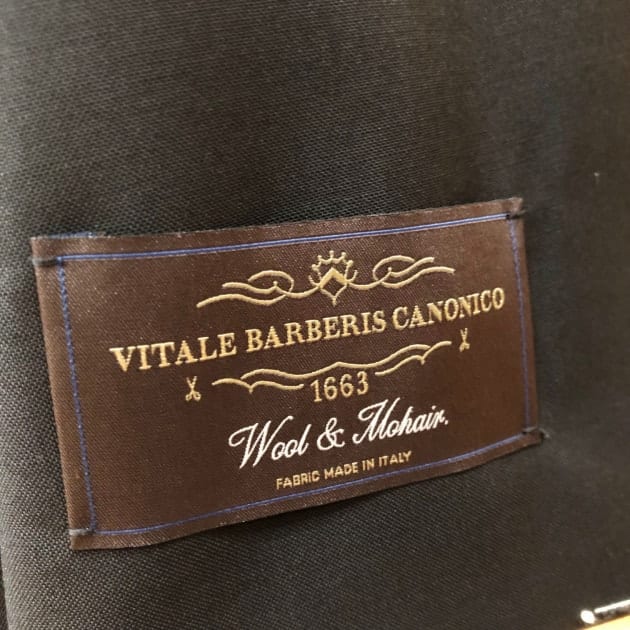 VITALE BARBERIS CANONICO
1663
Wool & Mohair.
FABRIC MADE IN ITALY